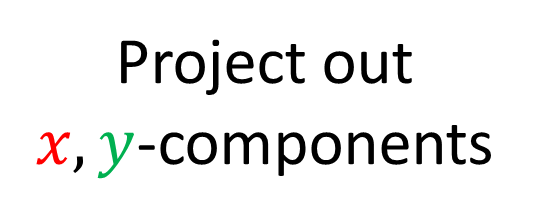 Project out
x, y-components